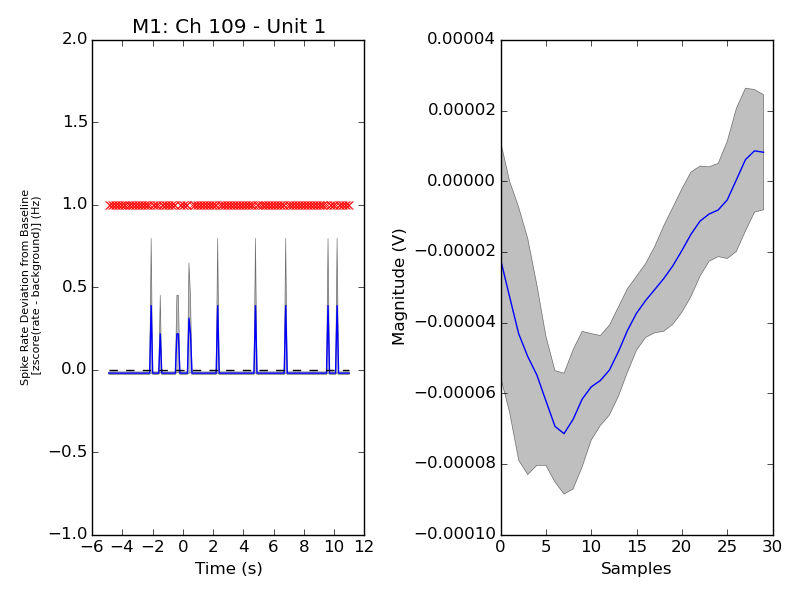 M1: Ch 109 - Unit 1
2.0
1.5
1.0
0.5
0.0
−0.5
−1.0
−6 −4 −2 0 2 4 6 8 10 12
Time (s)
Spike Rate Deviation from Baseline
[zscore(rate - background)] (Hz)
0.00004
0.00002
0.00000
−0.00002
−0.00004
−0.00006
−0.00008
−0.00010
0 5 10 15 20 25 30
Samples
Magnitude (V)